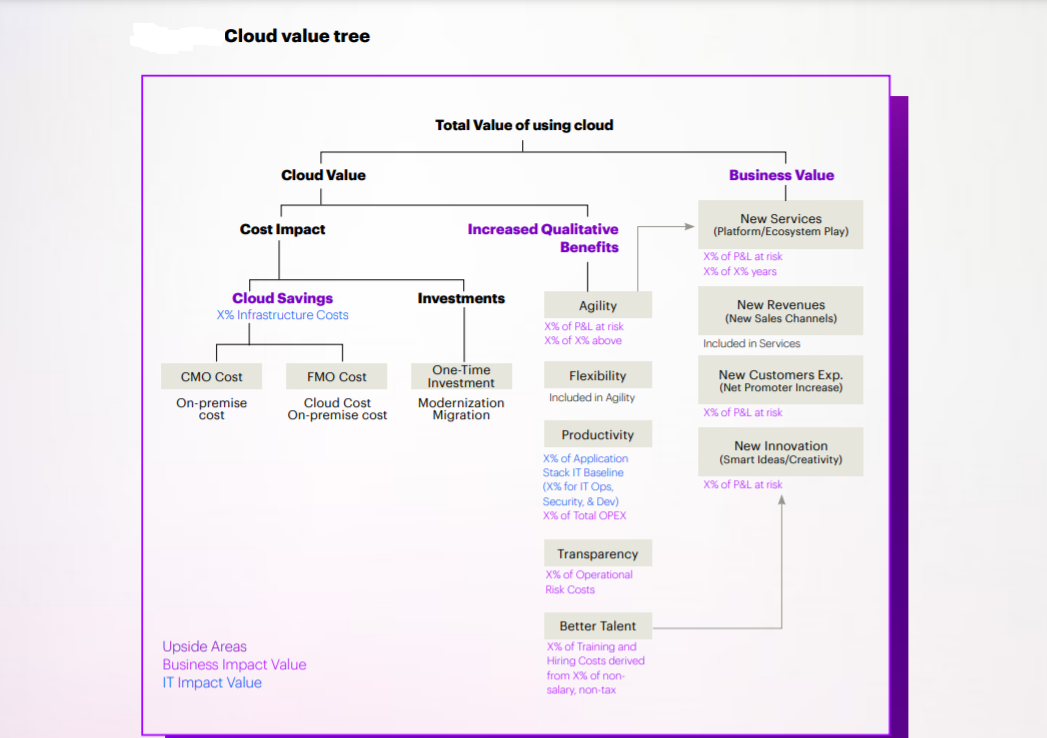 Cloud value tree
Total Value of using cloud
Cloud Value
Business Value
Cost Impact
Increased Qualitative
Benefits
Cloud Savings
X% Infrastructure Costs
Investments
CMO Cost
On-premise
cost
FMO Cost
Cloud Cost
On-premise cost
One-Time
Investment
Modernization
Migration
Agility
X% of P&L at risk
X% of X% above
Flexibility
Included in Agility
Productivity
X% of Application
Stack IT Baseline
(X% for IT Ops,
Security, & Dev)
X% of Total OPEX
Transparency
X% of Operational
Risk Costs
Better Talent
X% of Training and
Hiring Costs derived
from X% of non-
salary, non-tax
New Services
(Platform/Ecosystem Play)
X% of P&L at risk
X% of X% years
New Revenues
(New Sales Channels)
Included in Services
New Customers Exp.
(Net Promoter Increase)
X% of P&L at risk
New Innovation
(Smart Ideas/Creativity)
X% of P&L at risk
Upside Areas
Business Impact Value
IT Impact Value